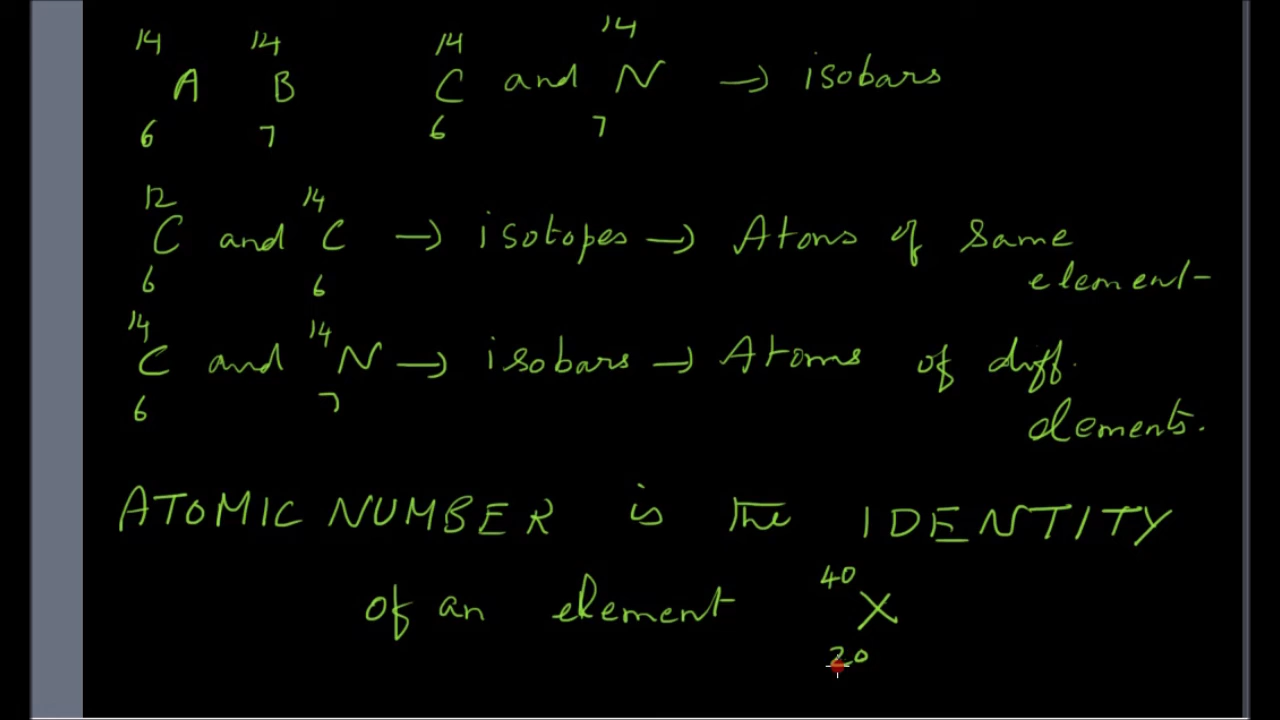 14 14 14 14
A B C and N → isobars
6 7 6 7
12 14
C and C → isotopes → Atoms of same
6 6 element
14 14
C and N → isobars → Atoms of diff.
6 7 elements.
ATOMIC NUMBER is the IDENTITY
40
of an element X
20